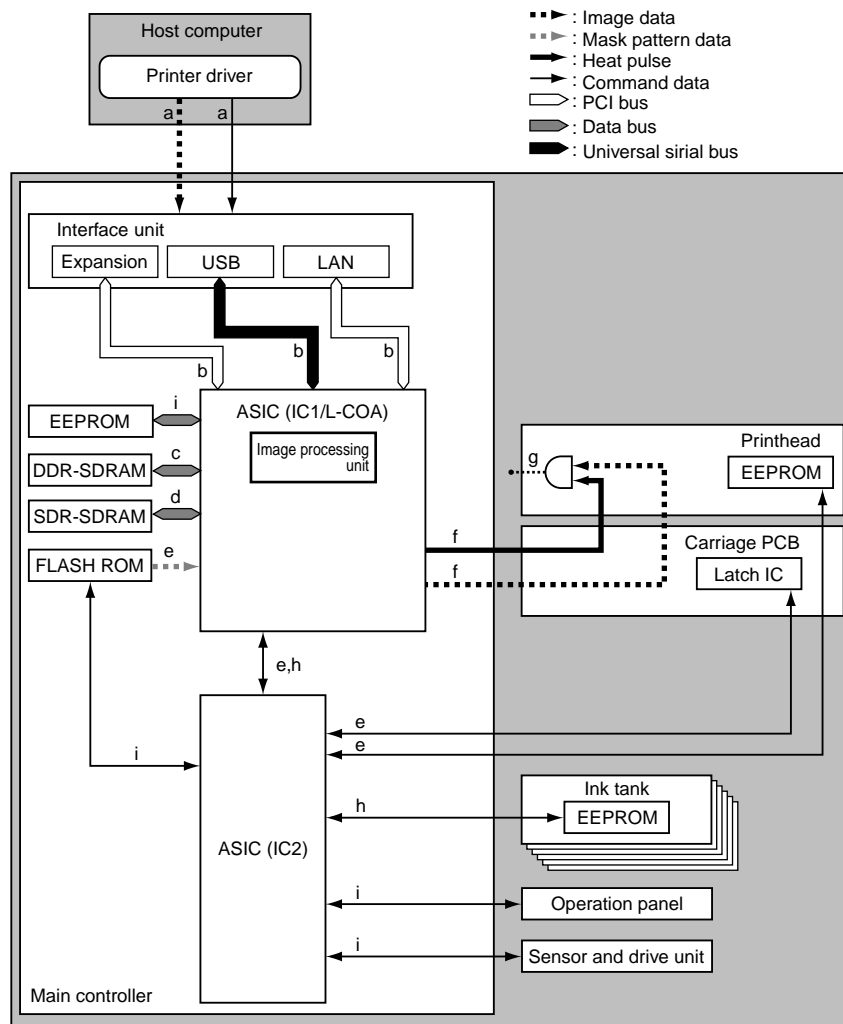 Host computer
Printer driver
a
a
: Image data
: Mask pattern data
: Heat pulse
: Command data
: PCI bus
: Data bus
: Universal sirial bus
Interface unit
Expansion
USB
LAN
b
b
b
EEPROM
i
DDR-SDRAM
c
SDR-SDRAM
d
FLASH ROM
e
ASIC (IC1/L-COA)
Image processing
unit
Printhead
EEPROM
g
f
f
Carriage PCB
Latch IC
e,h
i
e
e
h
i
i
ASIC (IC2)
Ink tank
EEPROM
Operation panel
Sensor and drive unit
Main controller